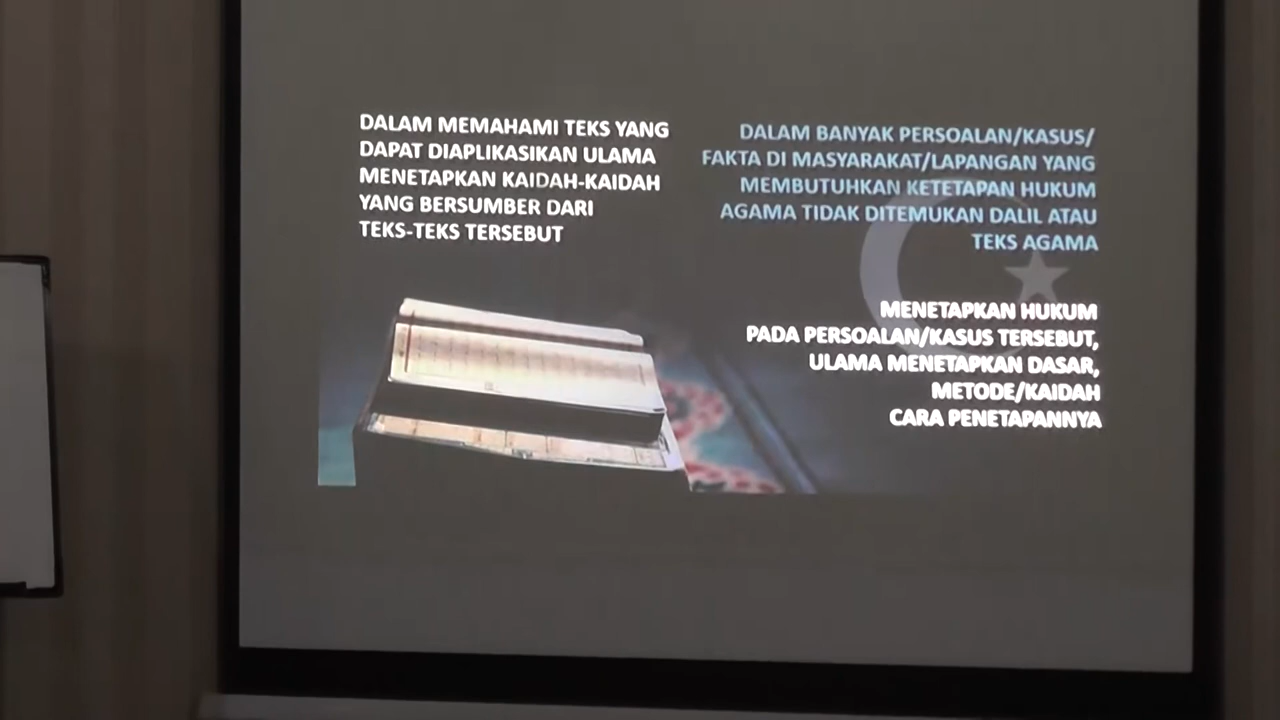 DALAM MEMAHAMI TEKS YANG
DAPAT DIAPLIKASIKAN ULAMA
MENETAPKAN KAIDAH-KAIDAH
YANG BERSUMBER DARI
TEKS-TEKS TERSEBUT
DALAM BANYAK PERSOALAN/KASUS/
FAKTA DI MASYARAKAT/LAPANGAN YANG
MEMBUTUHKAN KETETAPAN HUKUM
AGAMA TIDAK DITEMUKAN DALIL ATAU
TEKS AGAMA
MENETAPKAN HUKUM
PADA PERSOALAN/KASUS TERSEBUT,
ULAMA MENETAPKAN DASAR,
METODE/KAIDAH
CARA PENETAPANNYA